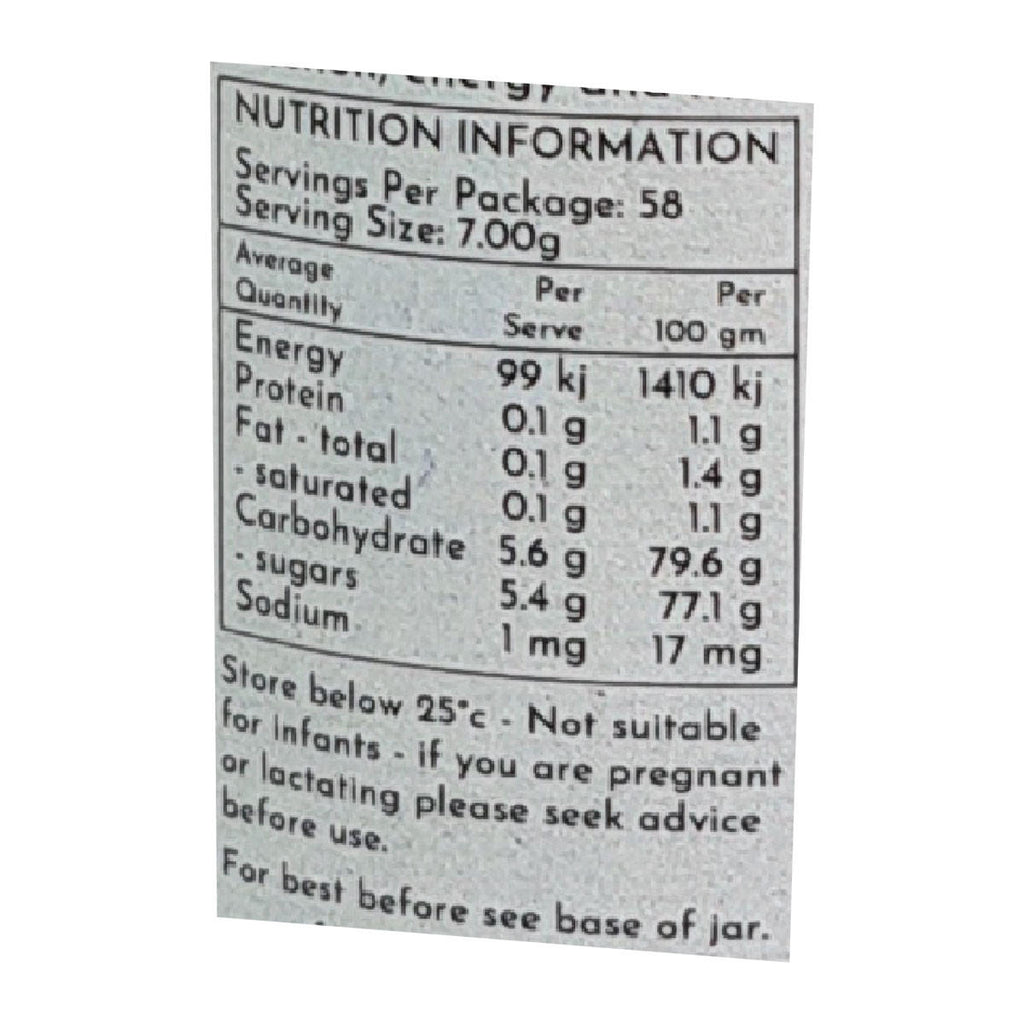 energy and
NUTRITION INFORMATION
Servings Per Package: 58
Serving Size: 7.00g
Average Quantity Per Serve Per 100 gm
Energy 99 kj 1410 kj
Protein 0.1 g 1.1 g
Fat - total 0.1 g 1.4 g
- saturated 0.1 g 1.1 g
Carbohydrate 5.6 g 79.6 g
- sugars 5.4 g 77.1 g
Sodium 1 mg 17 mg
Store below 25°c - Not suitable
for infants - if you are pregnant
or lactating please seek advice
before use.
For best before see base of jar.